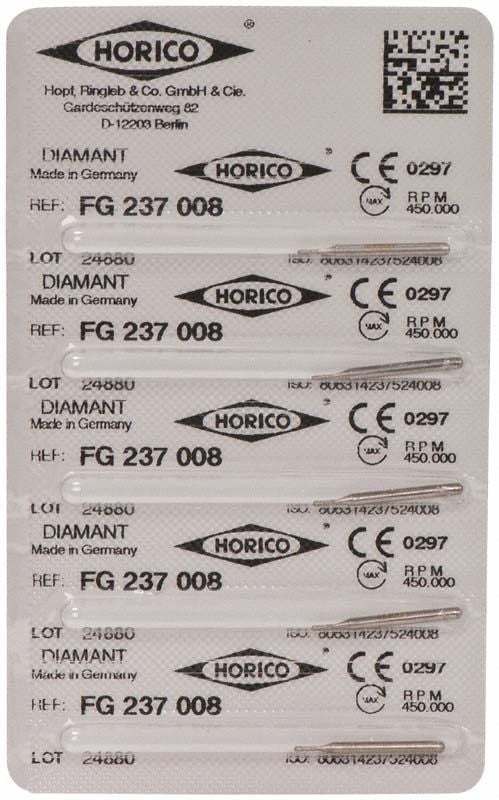 HORICO ®
Hopf, Ringleb & Co. GmbH & Cie.
Gardeschützenweg 82
D-12203 Berlin
DIAMANT
Made in Germany
HORICO ®
CE 0297
REF: FG 237 008
MAX RPM
450.000
LOT 24880 ISO: 806314237524008
DIAMANT
Made in Germany
HORICO ®
CE 0297
REF: FG 237 008
MAX RPM
450.000
LOT 24880 ISO: 806314237524008
DIAMANT
Made in Germany
HORICO ®
CE 0297
REF: FG 237 008
MAX RPM
450.000
LOT 24880 ISO: 806314237524008
DIAMANT
Made in Germany
HORICO ®
CE 0297
REF: FG 237 008
MAX RPM
450.000
LOT 24880 ISO: 806314237524008
DIAMANT
Made in Germany
HORICO ®
CE 0297
REF: FG 237 008
MAX RPM
450.000
LOT 24880 ISO: 806314237524008